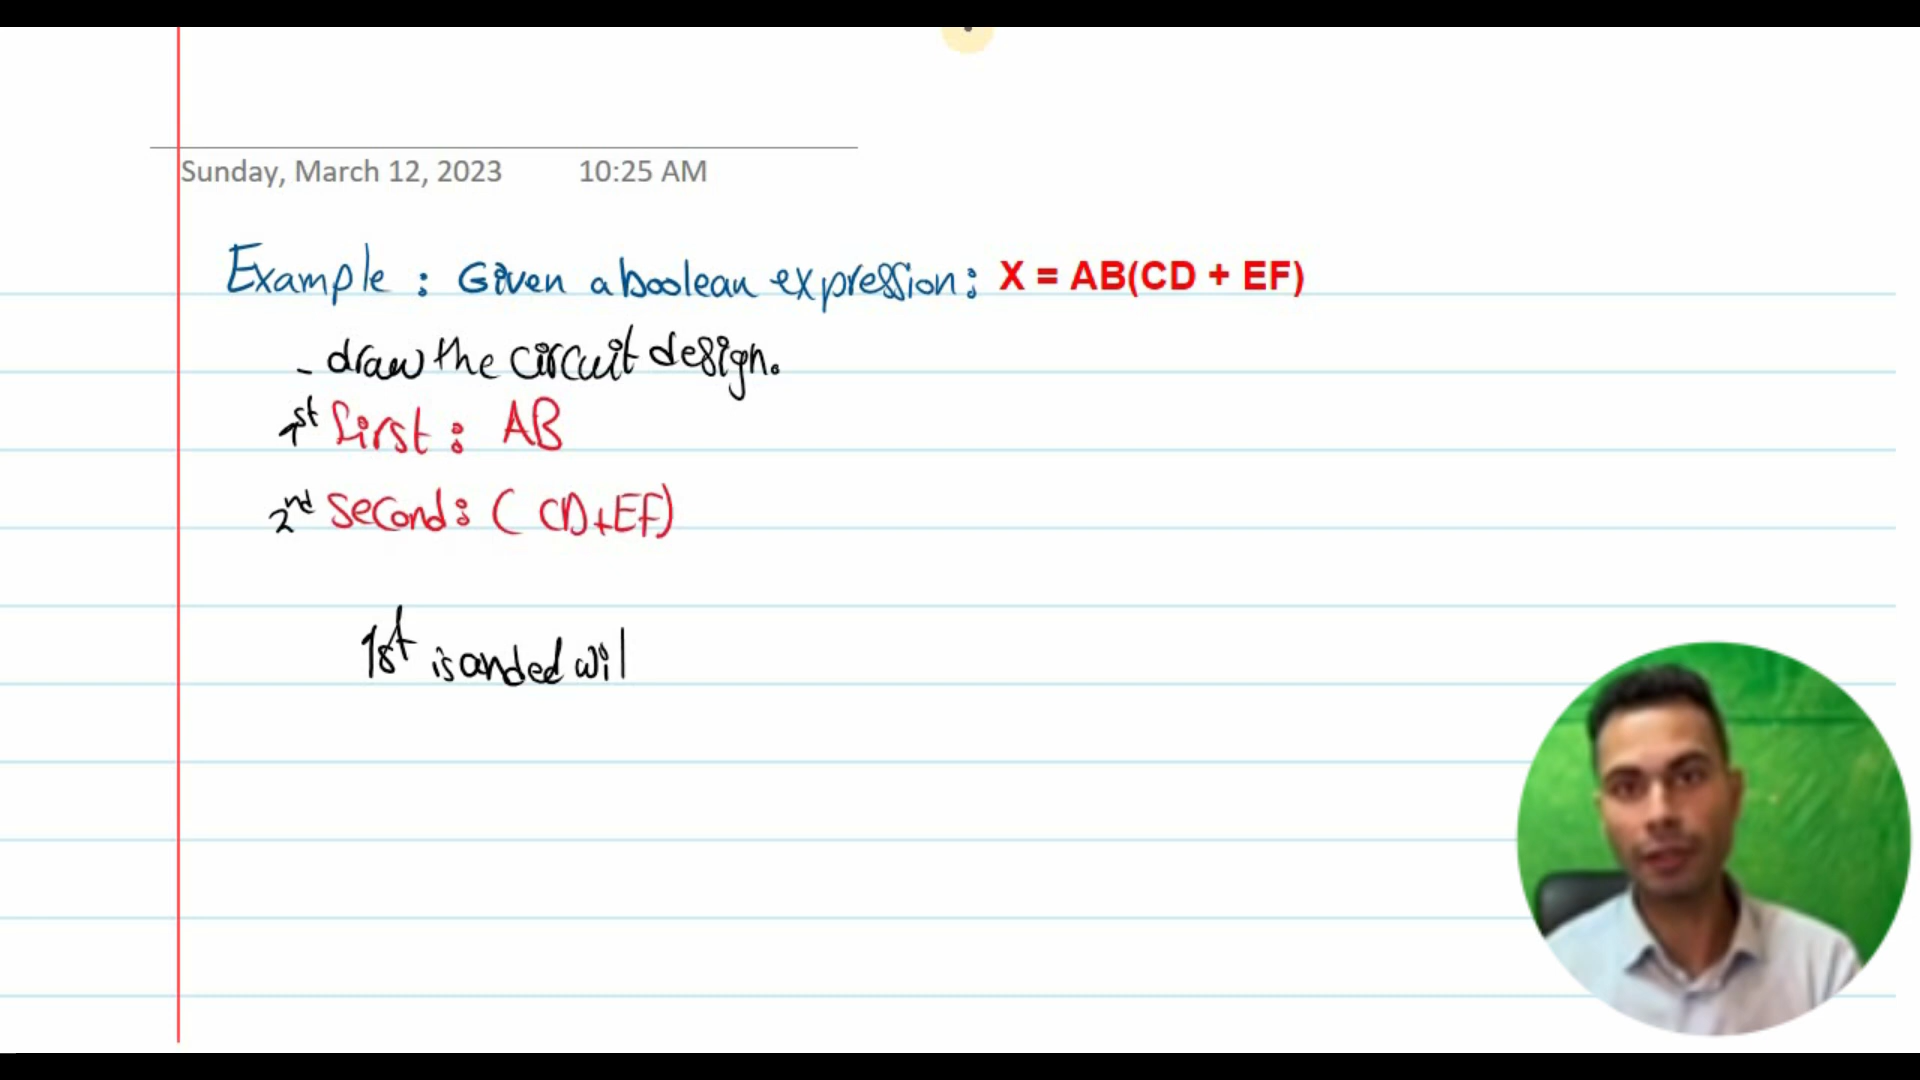 Sunday, March 12, 2023 10:25 AM
Example : Given a boolean expression: X = AB(CD + EF)
- draw the circuit design.
1st first : AB
2nd Second: ( CD+EF)
1st is anded wil